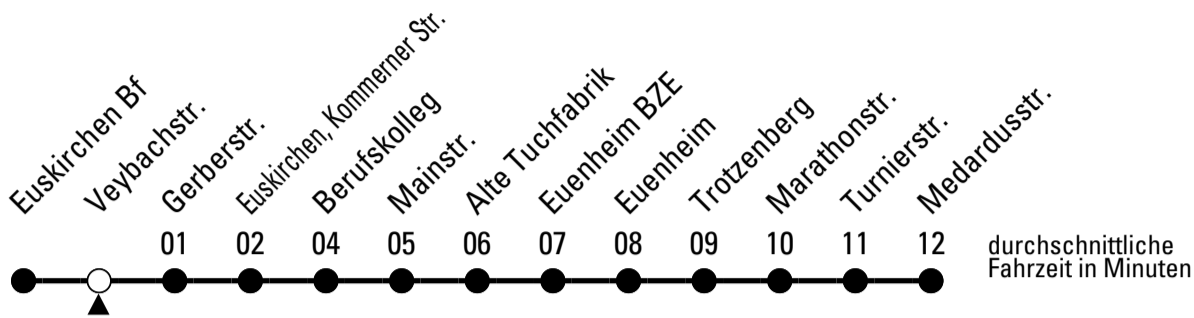 Euskirchen Bf
Veybachstr.
Gerberstr.
Euskirchen, Kommerner Str.
Berufskolleg
Mainstr.
Alte Tuchfabrik
Euenheim BZE
Euenheim
Trotzenberg
Marathonstr.
Turnierstr.
Medardusstr.
01 02 04 05 06 07 08 09 10 11 12
durchschnittliche
Fahrzeit in Minuten